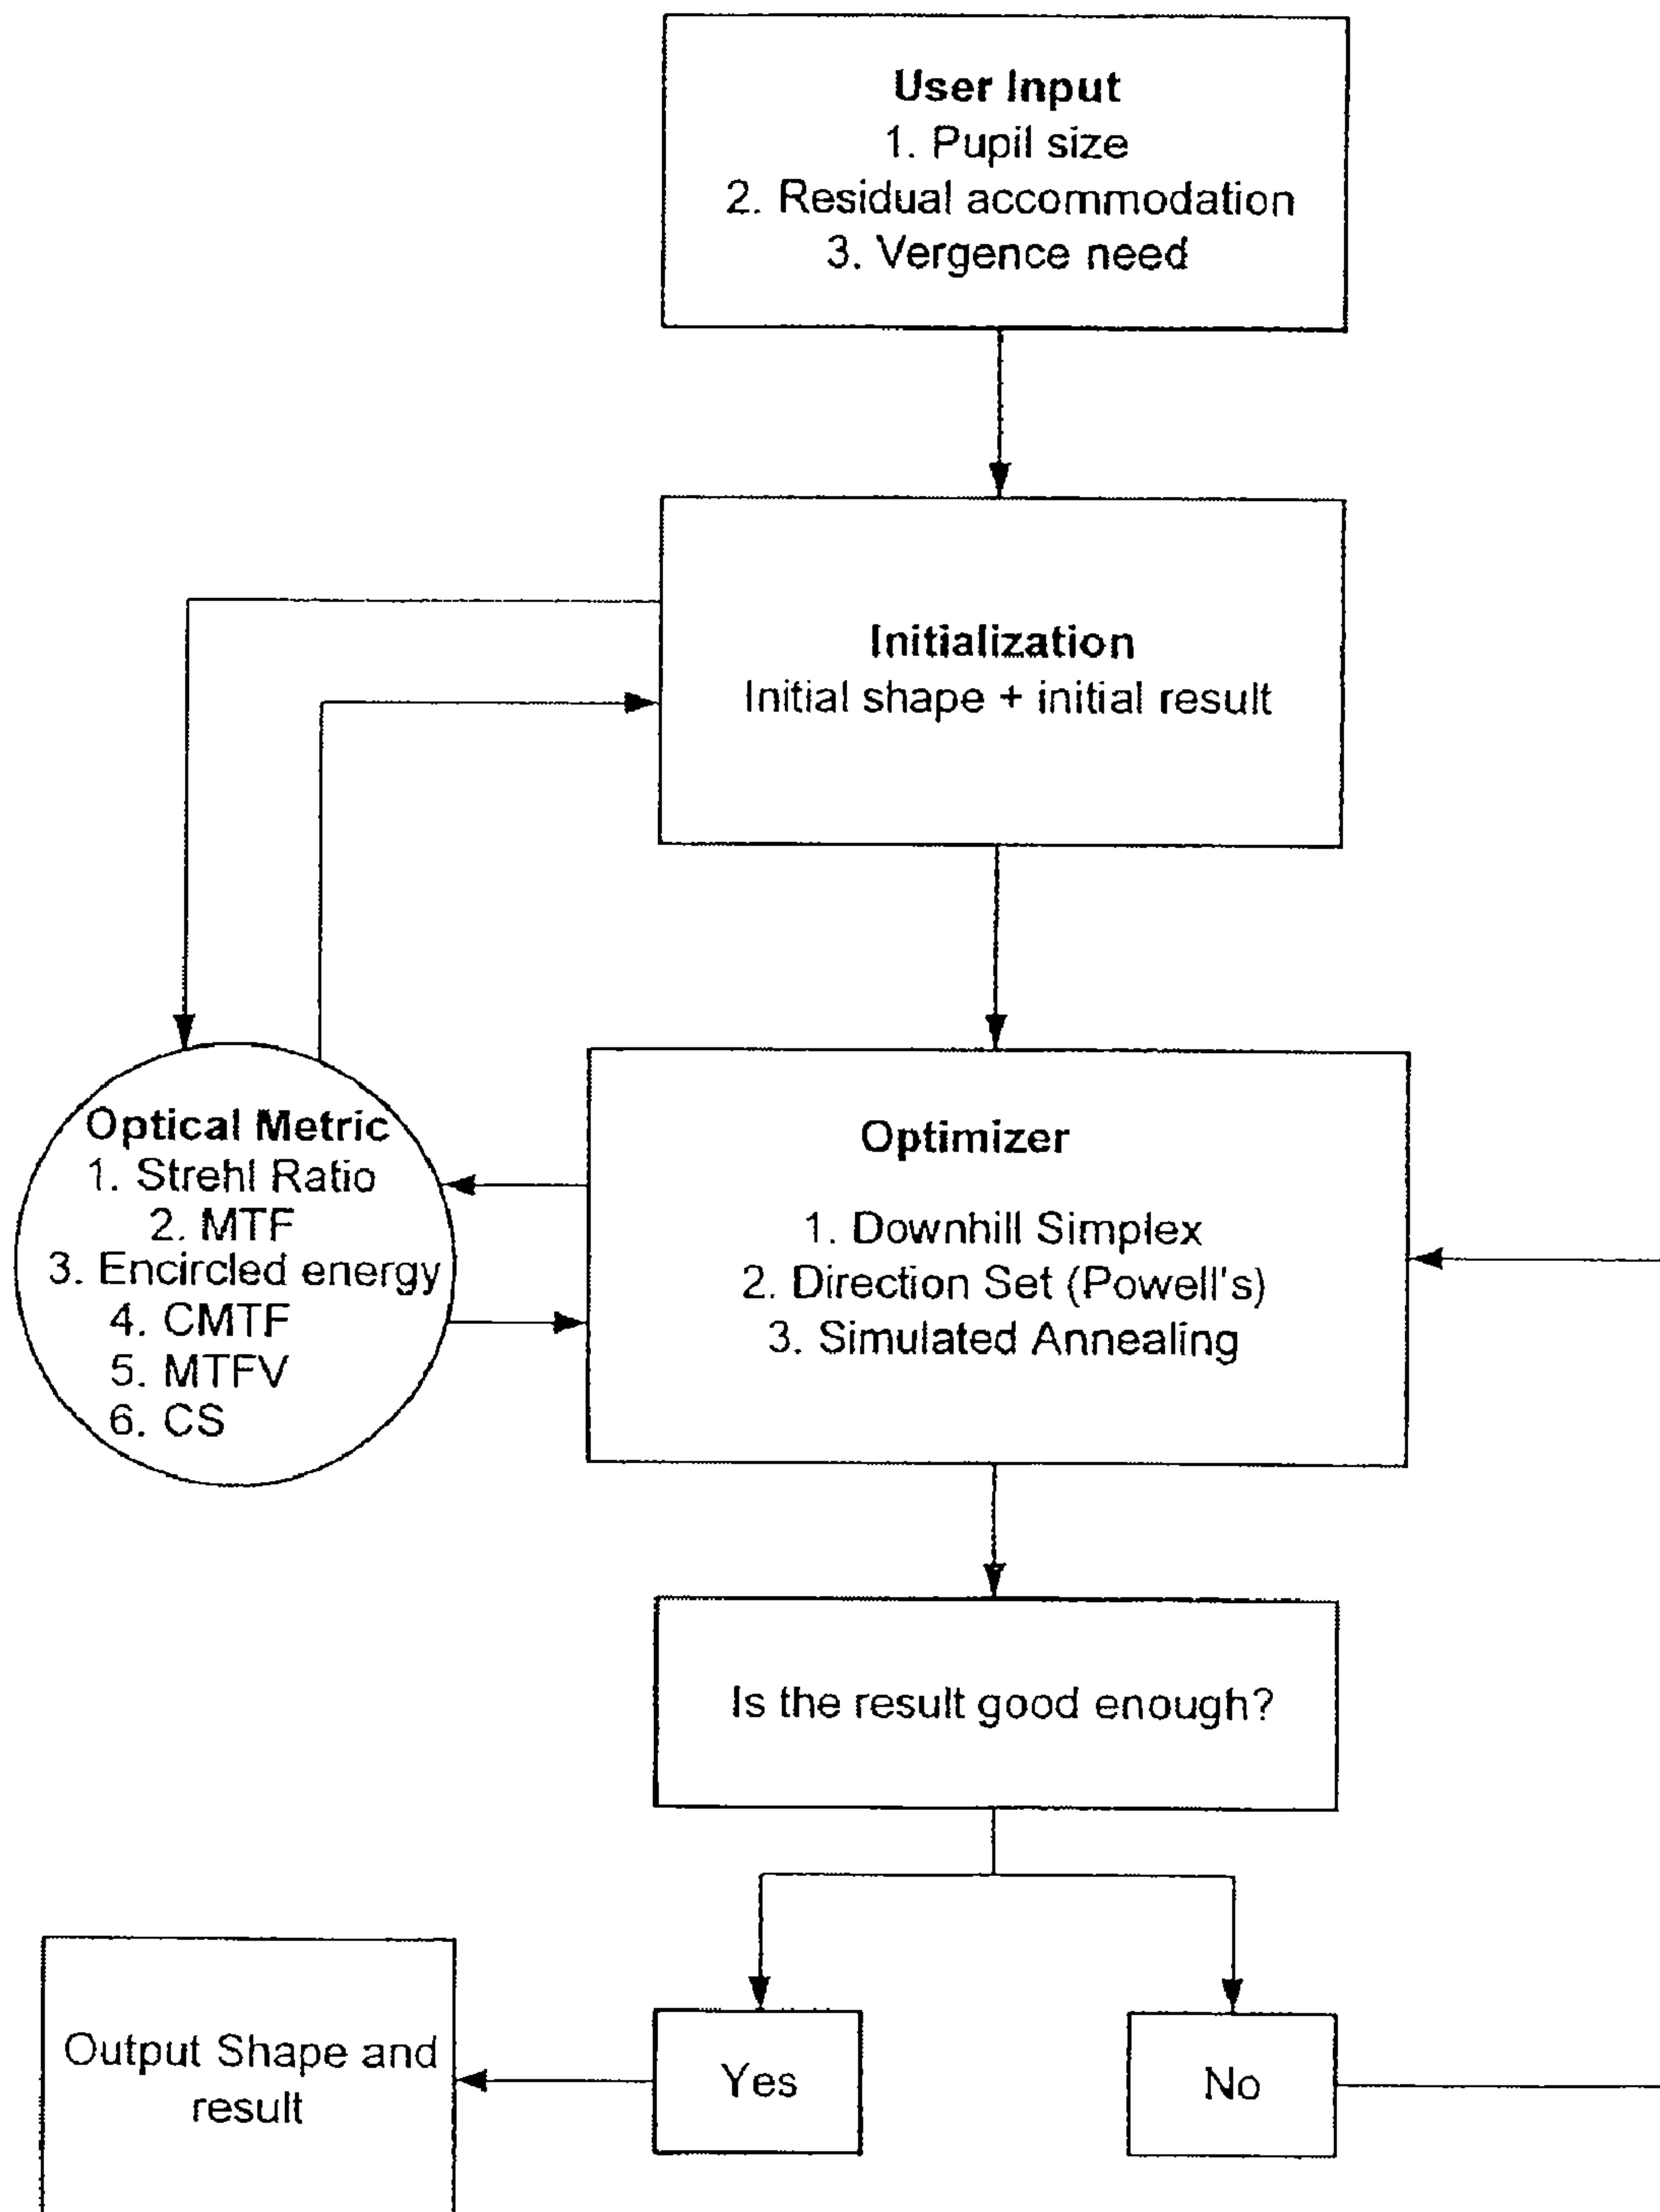 User Input
1. Pupil size
2. Residual accommodation
3. Vergence need
Initialization
Initial shape + initial result
Optical Metric
1. Strehl Ratio
2. MTF
3. Encircled energy
4. CMTF
5. MTFV
6. CS
Optimizer
1. Downhill Simplex
2. Direction Set (Powell's)
3. Simulated Annealing
Is the result good enough?
Output Shape and
result
Yes
No